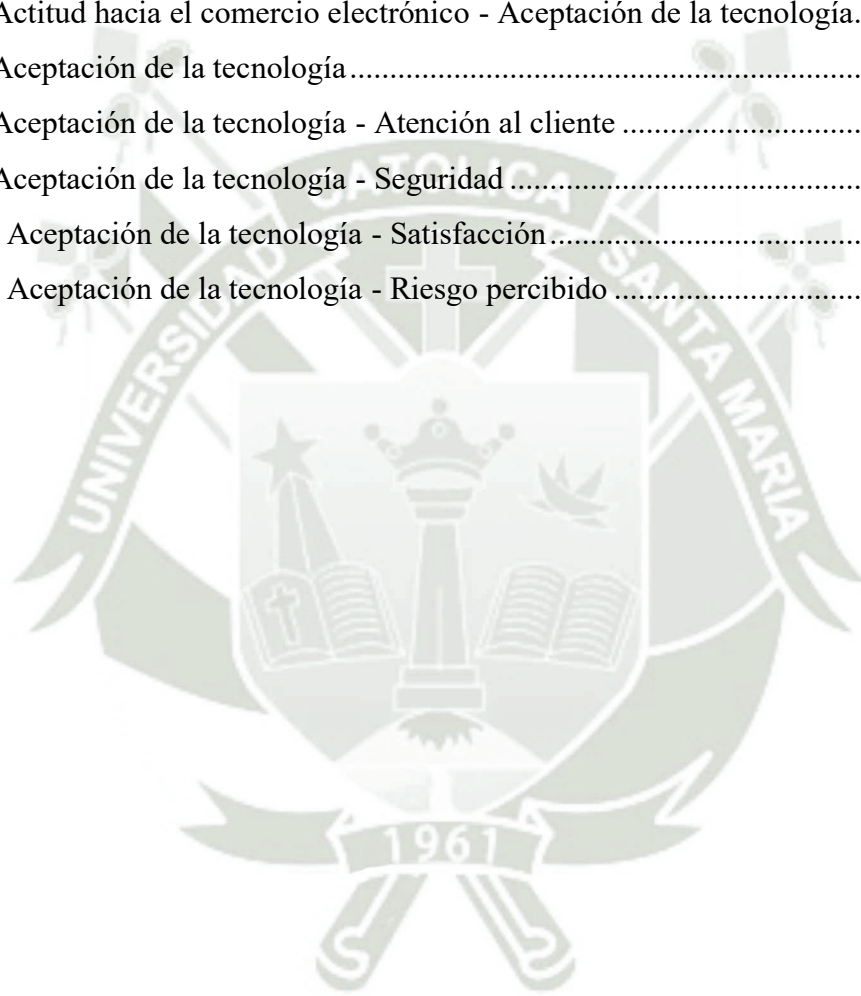 Actitud hacia el comercio electrónico - Aceptación de la tecnología.
Aceptación de la tecnología...............................................................
Aceptación de la tecnología - Atención al cliente.............................
Aceptación de la tecnología - Seguridad...........................................
Aceptación de la tecnología - Satisfacción......................................
Aceptación de la tecnología - Riesgo percibido..............................
UNIVERSIDAD CATOLICA SANTA MARIA
1961